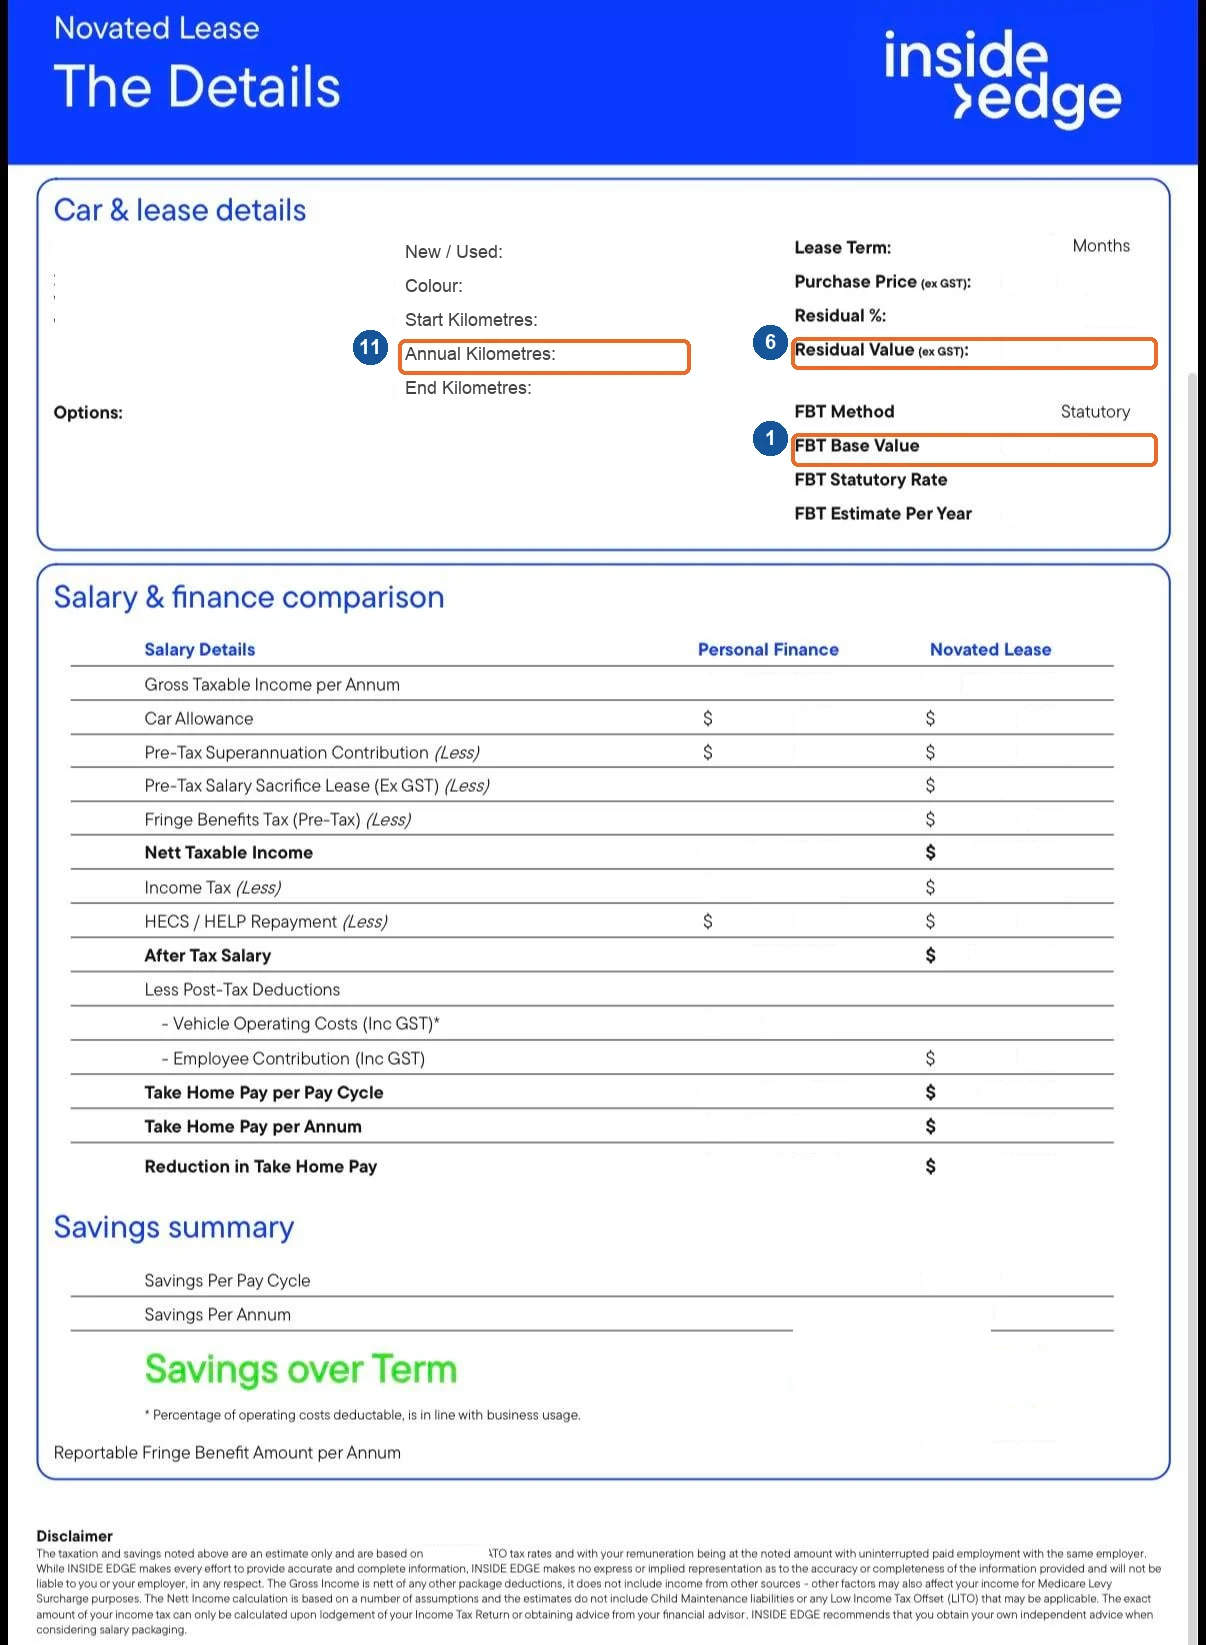 Novated Lease
The Details
inside
edge
Car & lease details
New / Used:
Colour:
Start Kilometres:
11
Annual Kilometres:
End Kilometres:
Options:
Lease Term: Months
Purchase Price (ex GST):
Residual %:
6
Residual Value (ex GST):
FBT Method Statutory
1
FBT Base Value
FBT Statutory Rate
FBT Estimate Per Year
Salary & finance comparison
Salary Details Personal Finance Novated Lease
Gross Taxable Income per Annum
Car Allowance $ $
Pre-Tax Superannuation Contribution (Less) $ $
Pre-Tax Salary Sacrifice Lease (Ex GST) (Less) $
Fringe Benefits Tax (Pre-Tax) (Less) $
Nett Taxable Income $
Income Tax (Less) $
HECS / HELP Repayment (Less) $ $
After Tax Salary $
Less Post-Tax Deductions
- Vehicle Operating Costs (Inc GST)*
- Employee Contribution (Inc GST) $
Take Home Pay per Pay Cycle $
Take Home Pay per Annum $
Reduction in Take Home Pay $
Savings summary
Savings Per Pay Cycle
Savings Per Annum
Savings over Term
* Percentage of operating costs deductable, is in line with business usage.
Reportable Fringe Benefit Amount per Annum
Disclaimer
The taxation and savings noted above are an estimate only and are based on ATO tax rates and with your remuneration being at the noted amount with uninterrupted paid employment with the same employer.
While INSIDE EDGE makes every effort to provide accurate and complete information, INSIDE EDGE makes no express or implied representation as to the accuracy or completeness of the information provided and will not be
liable to you or your employer, in any respect. The Gross Income is nett of any other package deductions, it does not include income from other sources - other factors may also affect your income for Medicare Levy
Surcharge purposes. The Nett Income calculation is based on a number of assumptions and the estimates do not include Child Maintenance liabilities or any Low Income Tax Offset (LITO) that may be applicable. The exact
amount of your income tax can only be calculated upon lodgement of your Income Tax Return or obtaining advice from your financial advisor. INSIDE EDGE recommends that you obtain your own independent advice when
considering salary packaging.